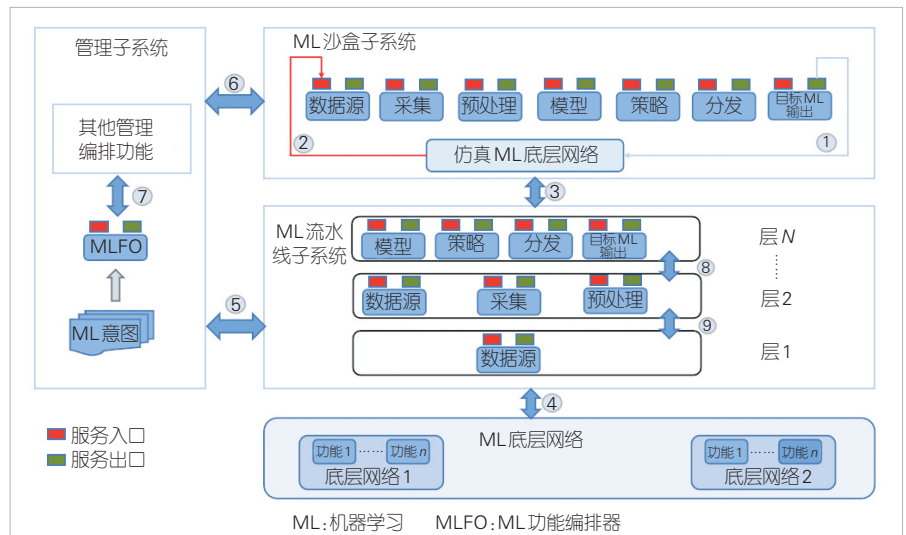 管理子系统
其他管理
编排功能
⑦
MLFO
ML意图
⑥
⑤
ML沙盒子系统
数据源 采集 预处理 模型 策略 分发 目标ML
输出
② ①
仿真ML底层网络
③
ML流水
线子系统
模型 策略 分发 目标ML
输出
层N
……
⑧
数据源 采集 预处理
层2
⑨
数据源
层1
④
服务入口
服务出口
ML底层网络
功能1……功能n
底层网络1
功能1……功能n
底层网络2
ML:机器学习 MLFO:ML功能编排器